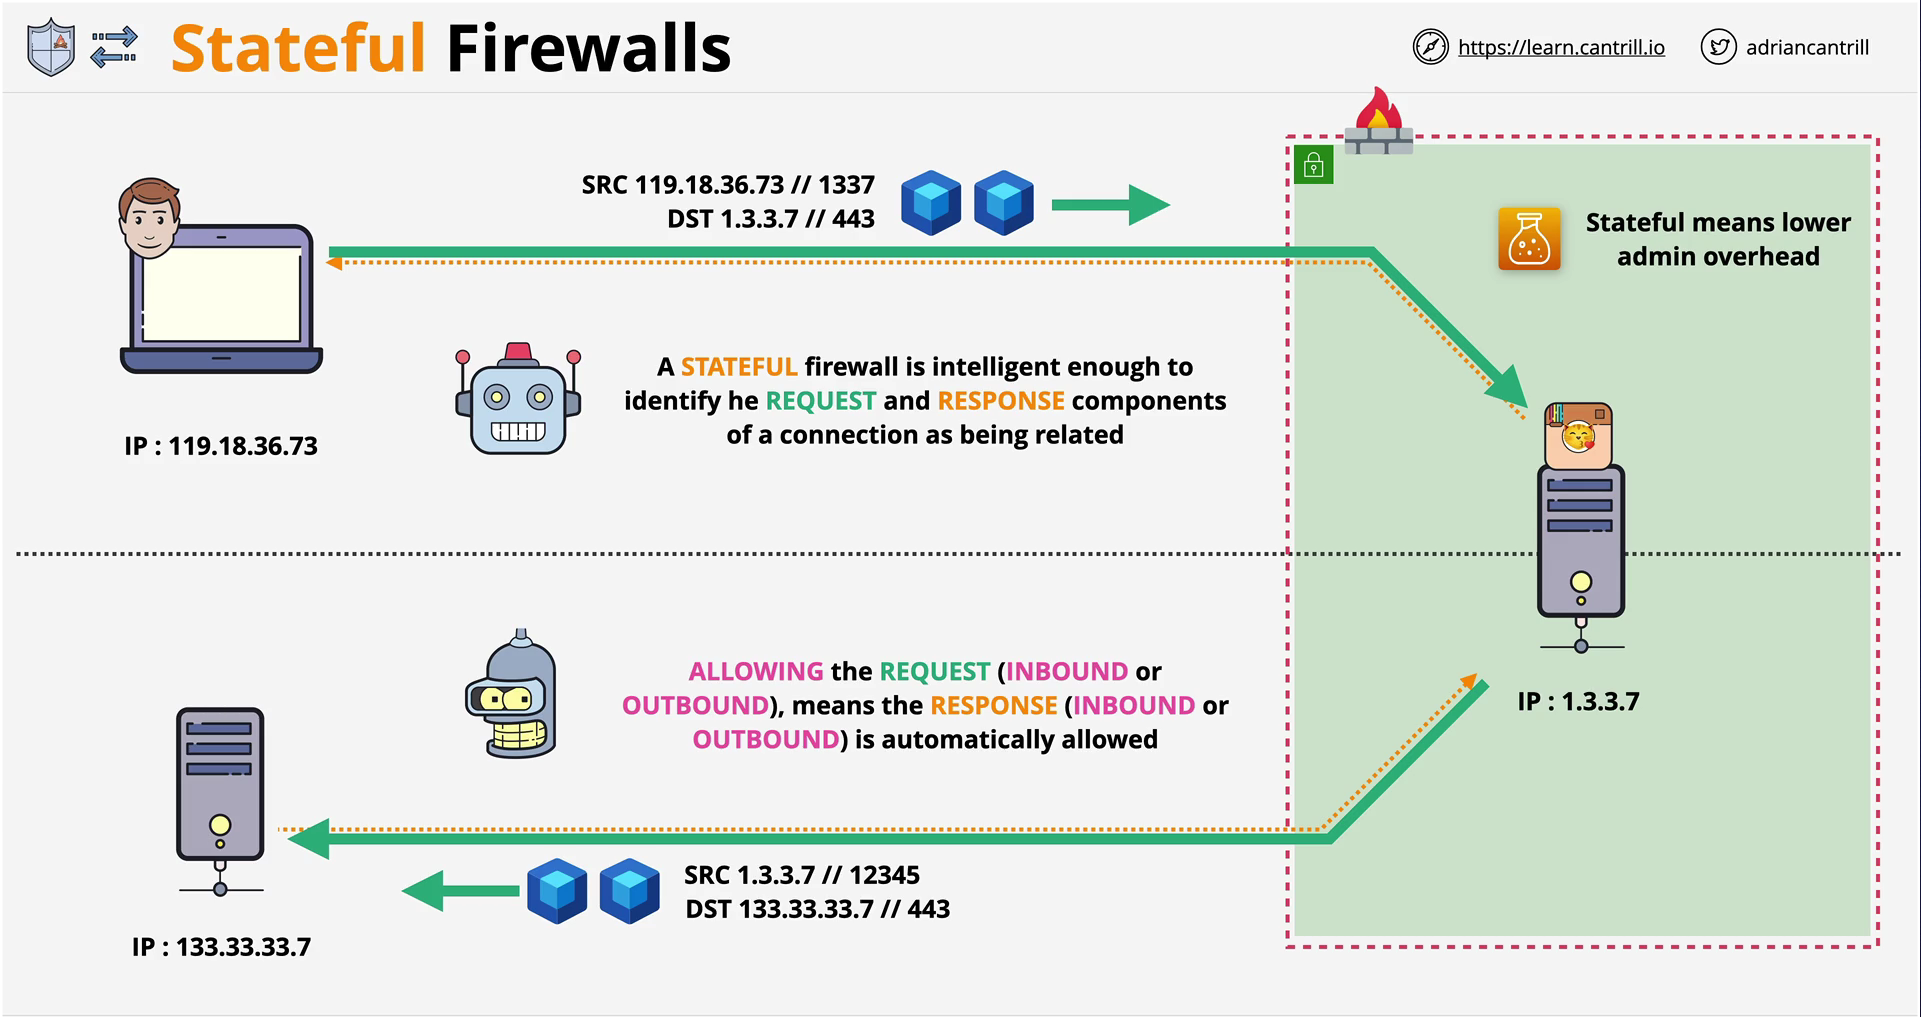 Stateful Firewalls
https://learn.cantrill.io
adriancantrill
SRC 119.18.36.73 // 1337
DST 1.3.3.7 // 443
Stateful means lower
admin overhead
A STATEFUL firewall is intelligent enough to
identify he REQUEST and RESPONSE components
of a connection as being related
IP : 119.18.36.73
ALLOWING the REQUEST (INBOUND or
OUTBOUND), means the RESPONSE (INBOUND or
OUTBOUND) is automatically allowed
IP : 1.3.3.7
SRC 1.3.3.7 // 12345
DST 133.33.33.7 // 443
IP : 133.33.33.7